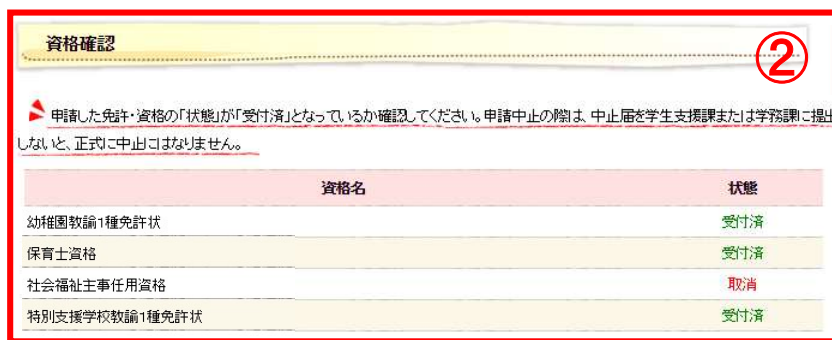 資格確認
②
申請した免許・資格の「状態」が「受付済」となっているか確認してください。申請中止の際は、中止届を学生支援課または学務課に提出
しないと、正式に中止にはなりません。
資格名 状態
幼稚園教諭1種免許状 受付済
保育士資格 受付済
社会福祉主事任用資格 取消
特別支援学校教諭1種免許状 受付済